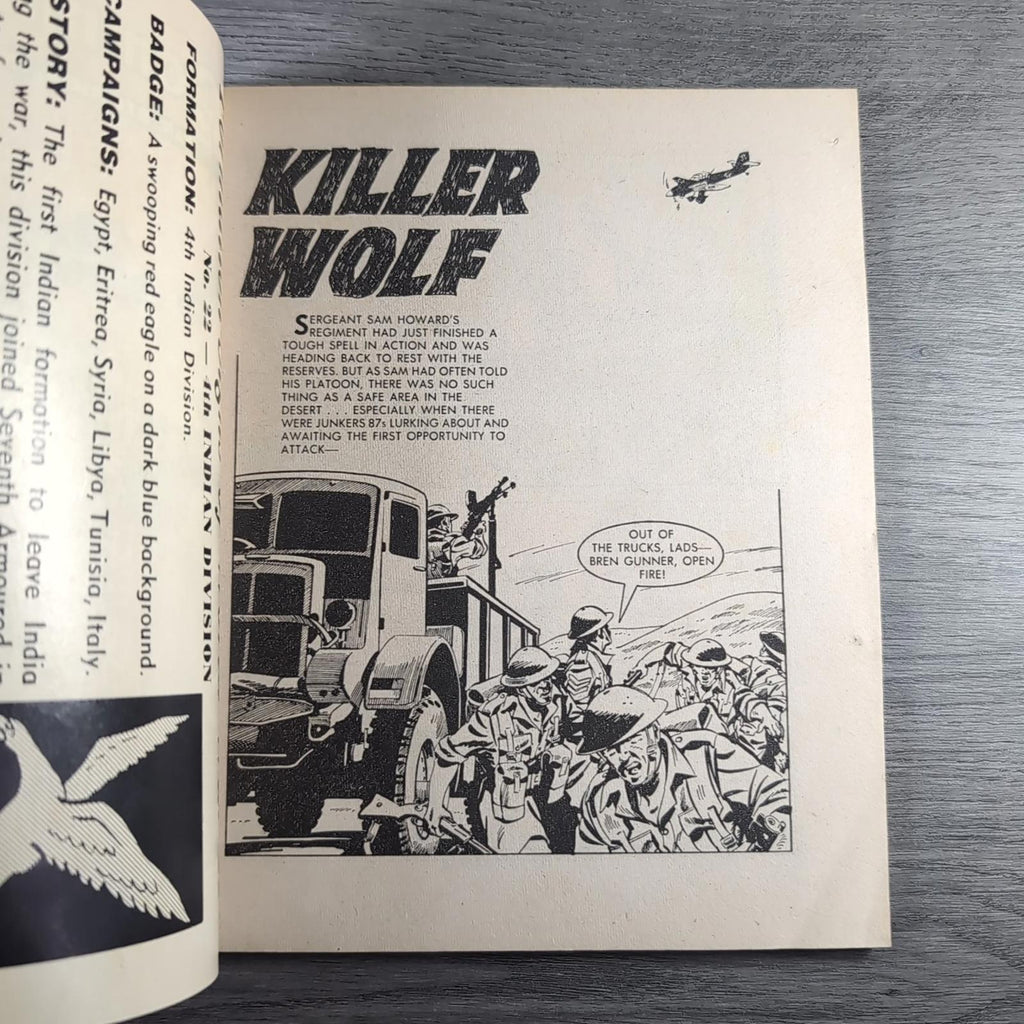 No. 22 — 4th INDIAN DIVISION
FORMATION: 4th Indian Division.
BADGE: A swooping red eagle on a dark blue background.
CAMPAIGNS: Egypt, Eritrea, Syria, Libya, Tunisia, Italy.
STORY: The first Indian formation to leave India
the war, this division joined Seventh Armoured
KILLER
WOLF
SERGEANT SAM HOWARD'S
REGIMENT HAD JUST FINISHED A
TOUGH SPELL IN ACTION AND WAS
HEADING BACK TO REST WITH THE
RESERVES. BUT AS SAM HAD OFTEN TOLD
HIS PLATOON, THERE WAS NO SUCH
THING AS A SAFE AREA IN THE
DESERT . . . ESPECIALLY WHEN THERE
WERE JUNKERS 87s LURKING ABOUT AND
AWAITING THE FIRST OPPORTUNITY TO
ATTACK—
OUT OF
THE TRUCKS, LADS—
BREN GUNNER, OPEN
FIRE!